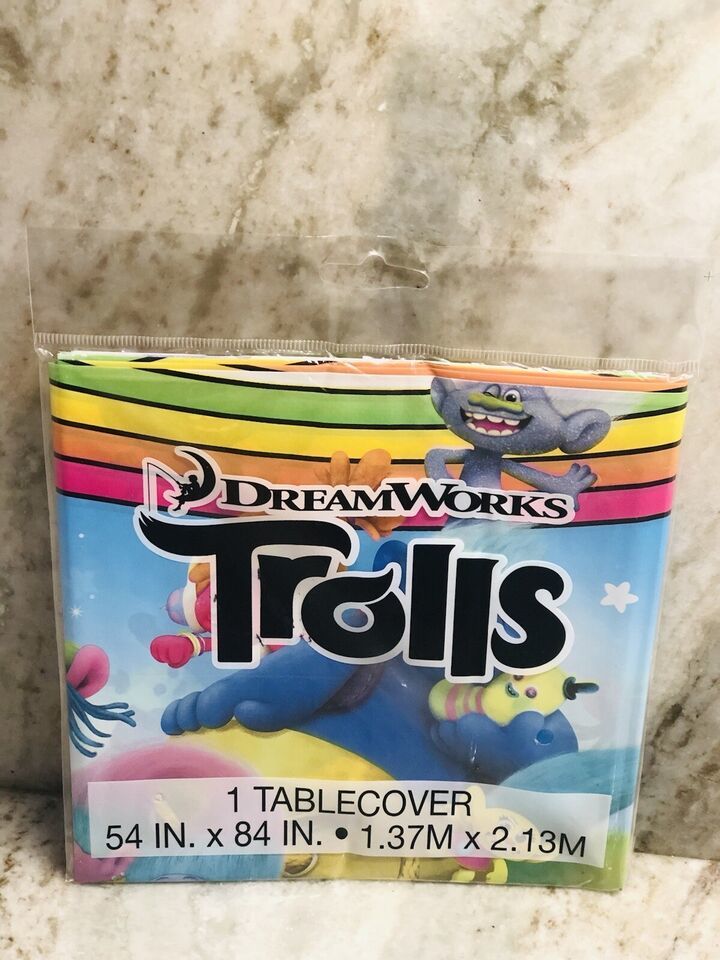 DREAMWORKS
Trolls
1 TABLECOVER
54 IN. x 84 IN. • 1.37M x 2.13M